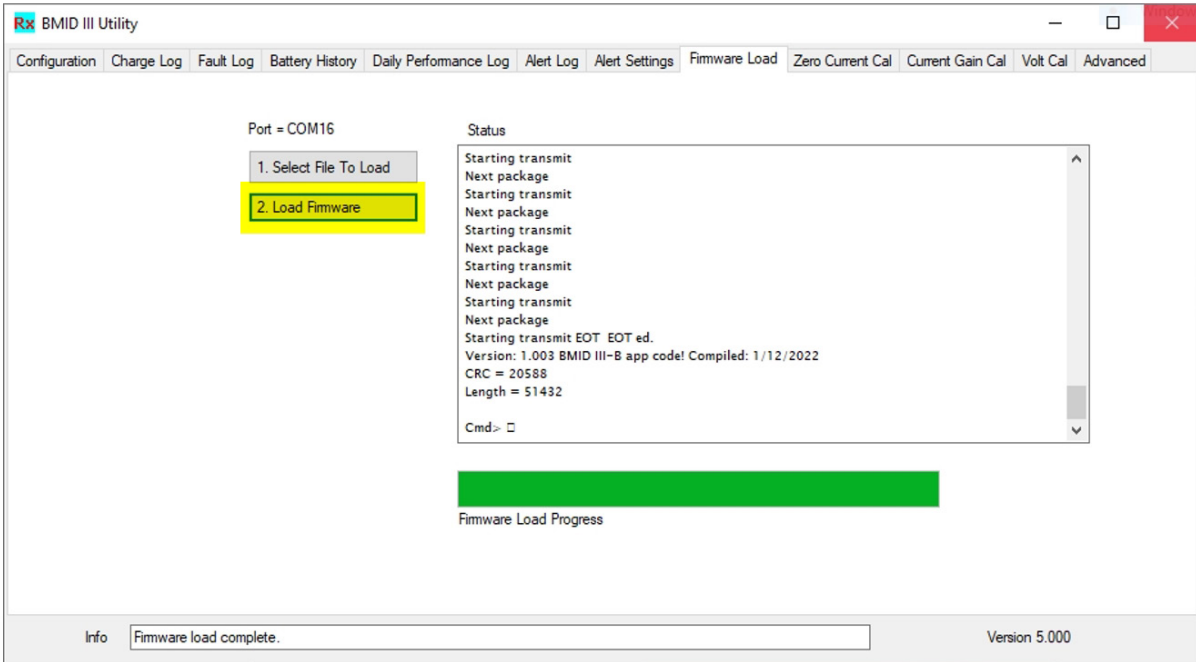 Rx BMID III Utility
Configuration Charge Log Fault Log Battery History Daily Performance Log Alert Log Alert Settings Firmware Load Zero Current Cal Current Gain Cal Volt Cal Advanced
Port = COM16
1. Select File To Load
2. Load Firmware
Status
Starting transmit
Next package
Starting transmit
Next package
Starting transmit
Next package
Starting transmit
Next package
Starting transmit
Next package
Starting transmit EOT EOT ed.
Version: 1.003 BMID III-B app code! Compiled: 1/12/2022
CRC = 20588
Length = 51432
Cmd>
Firmware Load Progress
Info Firmware load complete. Version 5.000